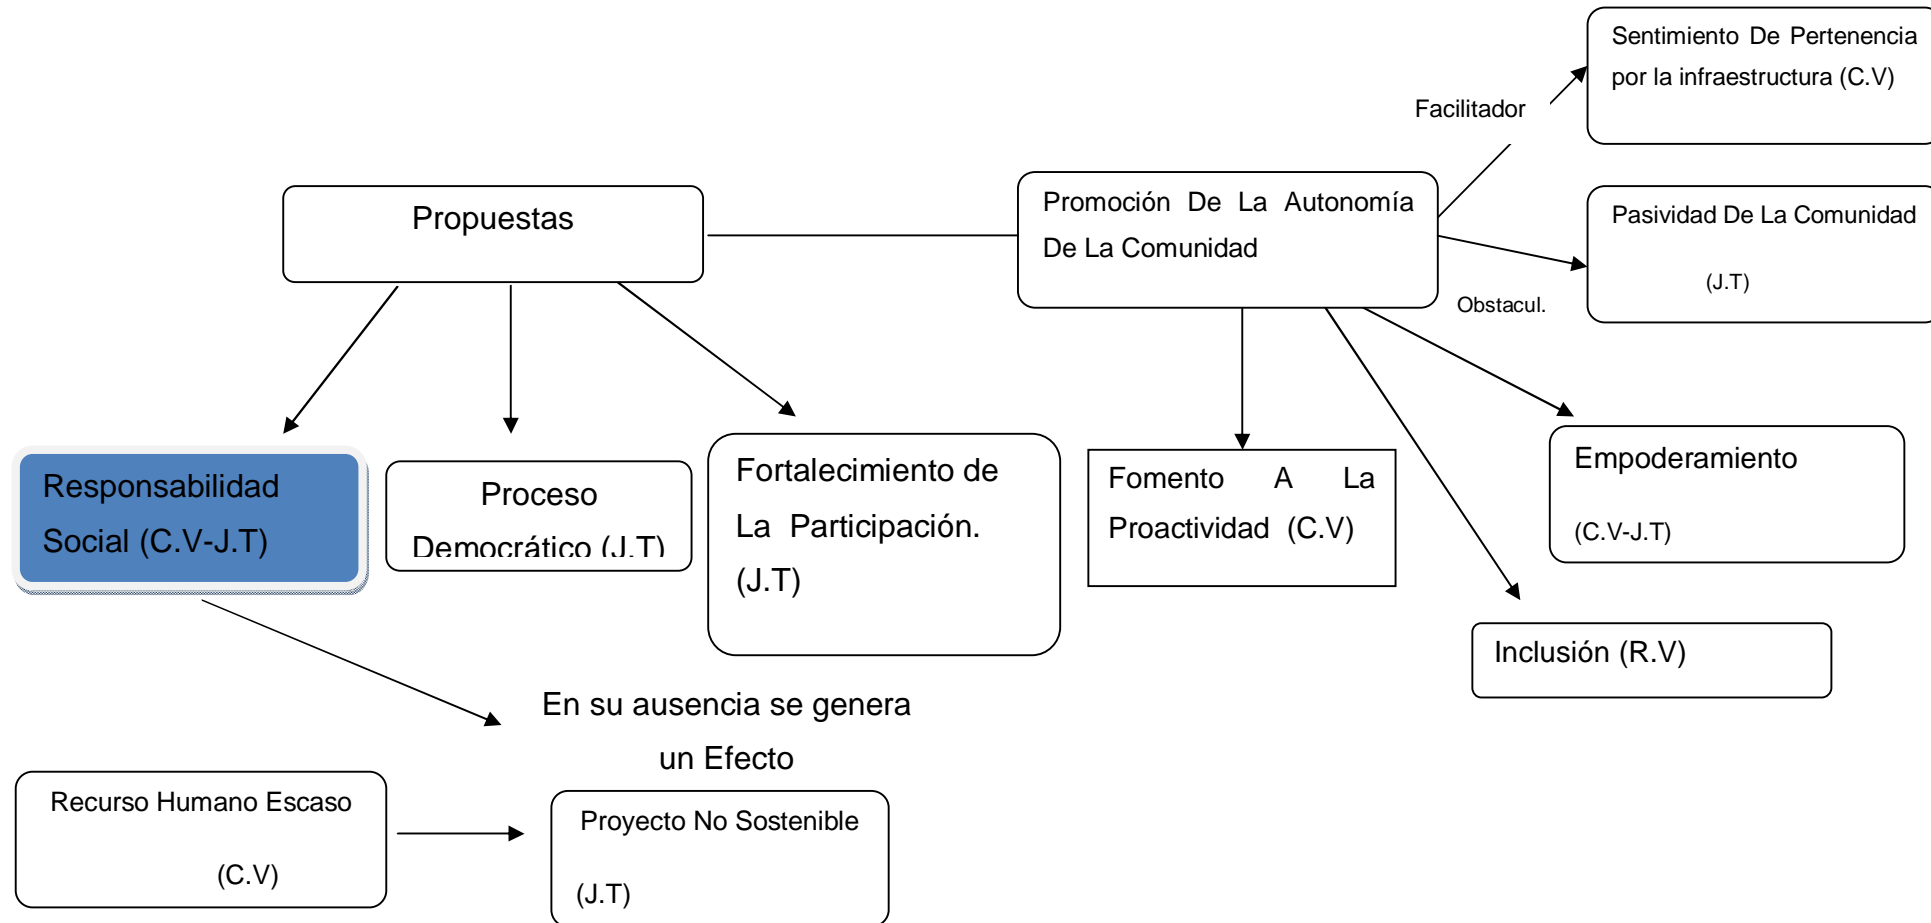 Sentimiento De Pertenencia
por la infraestructura (C.V)
Facilitador
Propuestas
Promoción De La Autonomía
De La Comunidad
Pasividad De La Comunidad
(J.T)
Obstacul.
Responsabilidad
Social (C.V-J.T)
Proceso
Democrático (J.T)
Fortalecimiento de
La Participación.
(J.T)
Fomento A La
Proactividad (C.V)
Empoderamiento
(C.V-J.T)
Inclusión (R.V)
En su ausencia se genera
un Efecto
Recurso Humano Escaso
(C.V)
Proyecto No Sostenible
(J.T)